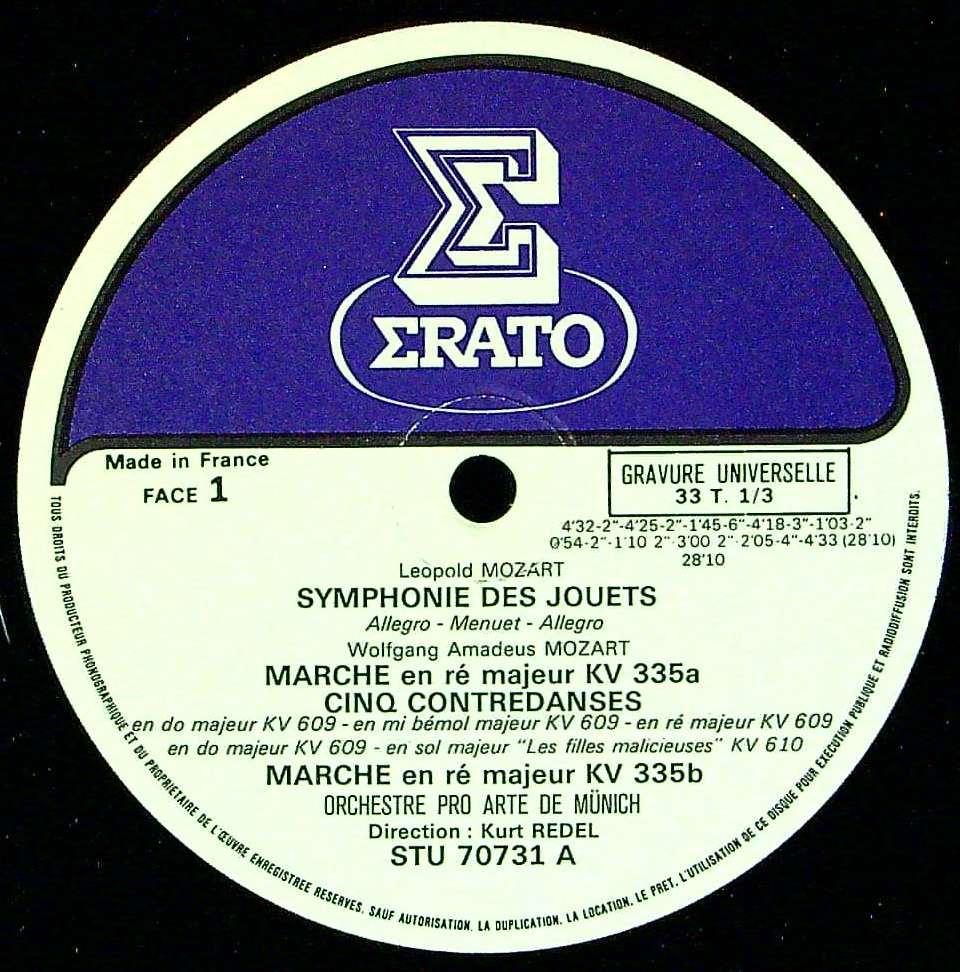 Σ
ΣRATO
Made in France
FACE 1
GRAVURE UNIVERSELLE
33 T. 1/3
4'32-2"-4'25-2"-1'45-6"-4'18-3"-1'03-2"
0'54-2"-1'10 2"-3'00 2"-2'05-4"-4'33 (28'10)
28'10
Leopold MOZART
SYMPHONIE DES JOUETS
Allegro - Menuet - Allegro
Wolfgang Amadeus MOZART
MARCHE en ré majeur KV 335a
CINQ CONTREDANSES
en do majeur KV 609 - en mi bémol majeur KV 609 - en ré majeur KV 609
en do majeur KV 609 - en sol majeur "Les filles malicieuses" KV 610
MARCHE en ré majeur KV 335b
ORCHESTRE PRO ARTE DE MÜNICH
Direction : Kurt REDEL
STU 70731 A
TOUS DROITS DU PRODUCTEUR PHONOGRAPHIQUE ET DU PROPRIETAIRE DE L'ŒUVRE ENREGISTREE RESERVES. SAUF AUTORISATION, LA DUPLICATION, LA LOCATION, LE PRET, L'UTILISATION DE CE DISQUE POUR EXECUTION PUBLIQUE ET RADIODIFFUSION SONT INTERDITS.